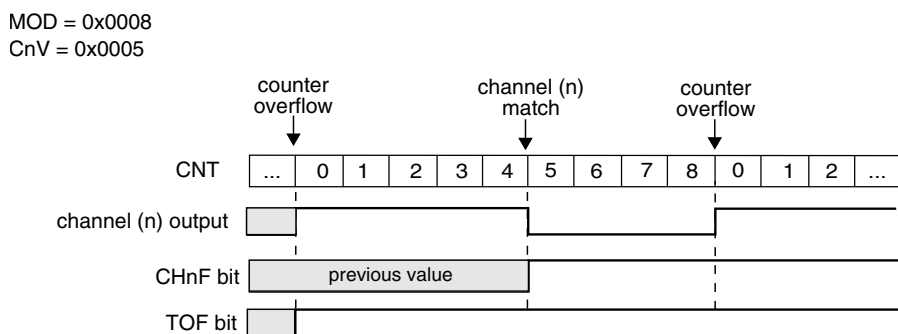 MOD = 0x0008
CnV = 0x0005
counter
overflow
channel (n)
match
counter
overflow
CNT
... 0 1 2 3 4 5 6 7 8 0 1 2 ...
channel (n) output
CHnF bit
previous value
TOF bit